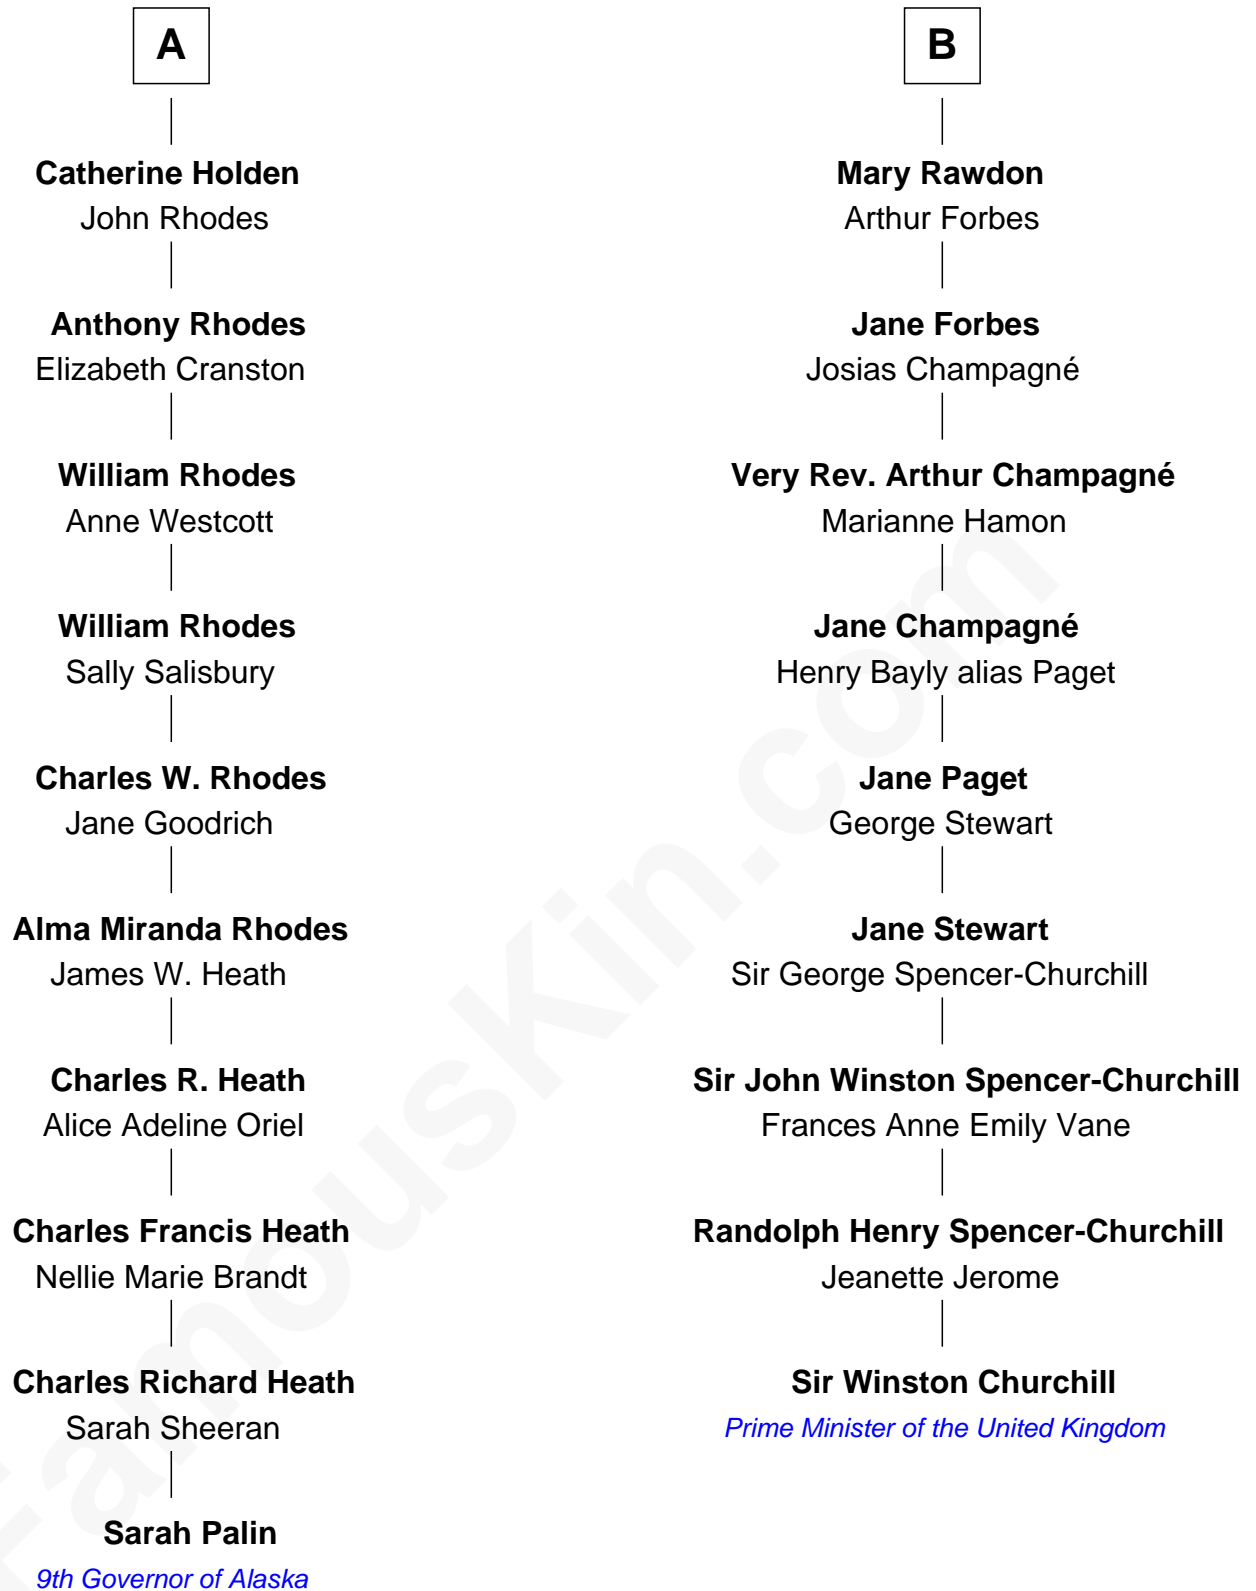 A
Catherine Holden
John Rhodes
Anthony Rhodes
Elizabeth Cranston
William Rhodes
Anne Westcott
William Rhodes
Sally Salisbury
Charles W. Rhodes
Jane Goodrich
Alma Miranda Rhodes
James W. Heath
Charles R. Heath
Alice Adeline Oriel
Charles Francis Heath
Nellie Marie Brandt
Charles Richard Heath
Sarah Sheeran
Sarah Palin
9th Governor of Alaska
B
Mary Rawdon
Arthur Forbes
Jane Forbes
Josias Champagné
Very Rev. Arthur Champagné
Marianne Hamon
Jane Champagné
Henry Bayly alias Paget
Jane Paget
George Stewart
Jane Stewart
Sir George Spencer-Churchill
Sir John Winston Spencer-Churchill
Frances Anne Emily Vane
Randolph Henry Spencer-Churchill
Jeanette Jerome
Sir Winston Churchill
Prime Minister of the United Kingdom
FamousKin.com